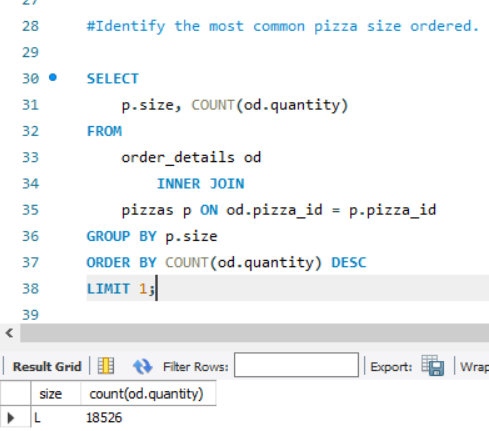 27
28 #Identify the most common pizza size ordered.
29
30 SELECT
31 p.size, COUNT(od.quantity)
32 FROM
33 order_details od
34 INNER JOIN
35 pizzas p ON od.pizza_id = p.pizza_id
36 GROUP BY p.size
37 ORDER BY COUNT(od.quantity) DESC
38 LIMIT 1;
39
Result Grid Filter Rows: Export: Wrap
size count(od.quantity)
L 18526